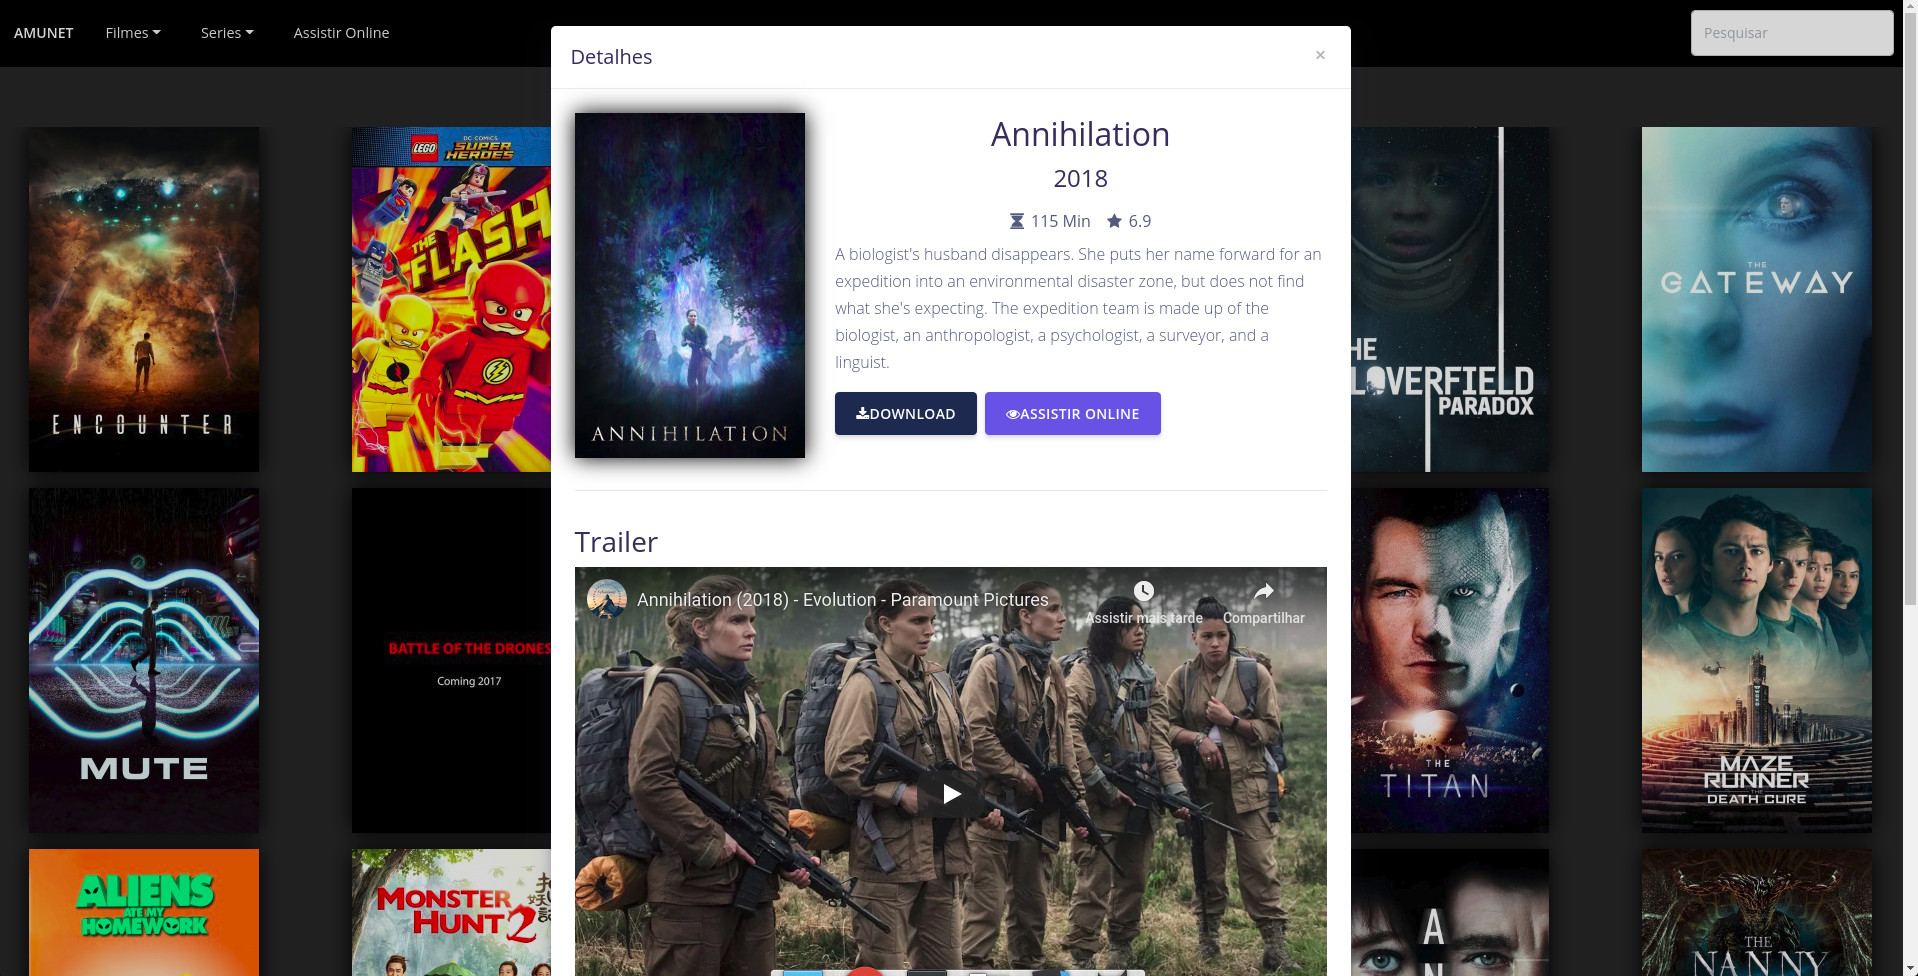 AMUNET
Filmes
Series
Assistir Online
Pesquisar
Detalhes
×
Annihilation
2018
115 Min
6.9
A biologist's husband disappears. She puts her name forward for an
expedition into an environmental disaster zone, but does not find
what she's expecting. The expedition team is made up of the
biologist, an anthropologist, a psychologist, a surveyor, and a
linguist.
DOWNLOAD
ASSISTIR ONLINE
ANNIHILATION
Trailer
Annihilation (2018) - Evolution - Paramount Pictures
Assistir mais tarde
Compartilhar
ENCOUNTER
LEGO
DC COMICS
SUPER
HEROES
THE
FLASH
HE
LOVERFIELD
PARADOX
THE
GATEWAY
MUTE
BATTLE OF THE DRONES
Coming 2017
THE
TITAN
MAZE
RUNNER
THE
DEATH CURE
ALIENS
ATE MY
HOMEWORK
MONSTER
HUNT 2
A
THE
NANNY